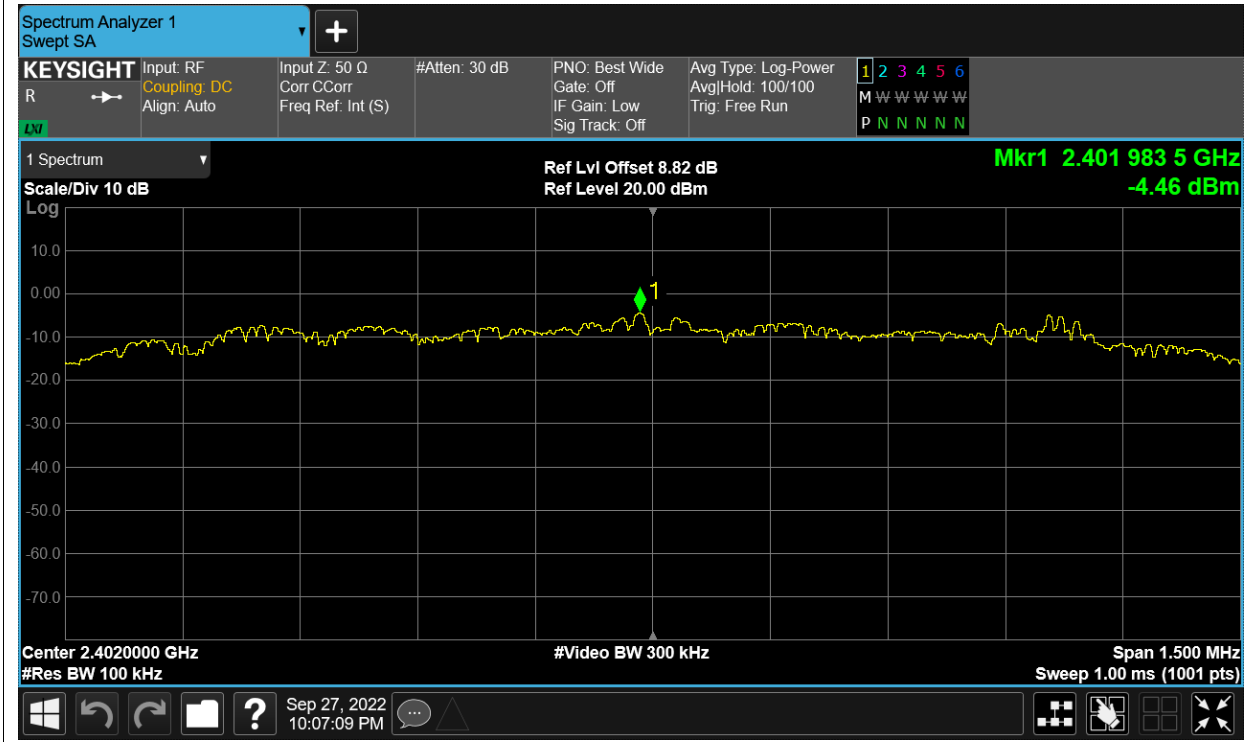 Spectrum Analyzer 1
Swept SA
+
KEYSIGHT
R
LXI
Input: RF
Coupling: DC
Align: Auto
Input Z: 50 Ω
Corr CCorr
Freq Ref: Int (S)
#Atten: 30 dB
PNO: Best Wide
Gate: Off
IF Gain: Low
Sig Track: Off
Avg Type: Log-Power
Avg|Hold: 100/100
Trig: Free Run
1 2 3 4 5 6
M W W W W W
P N N N N N
1 Spectrum
Scale/Div 10 dB
Log
Ref Lvl Offset 8.82 dB
Ref Level 20.00 dBm
Mkr1 2.401 983 5 GHz
-4.46 dBm
10.0
0.00
-10.0
-20.0
-30.0
-40.0
-50.0
-60.0
-70.0
1
Center 2.4020000 GHz
#Res BW 100 kHz
#Video BW 300 kHz
Span 1.500 MHz
Sweep 1.00 ms (1001 pts)
?
Sep 27, 2022
10:07:09 PM